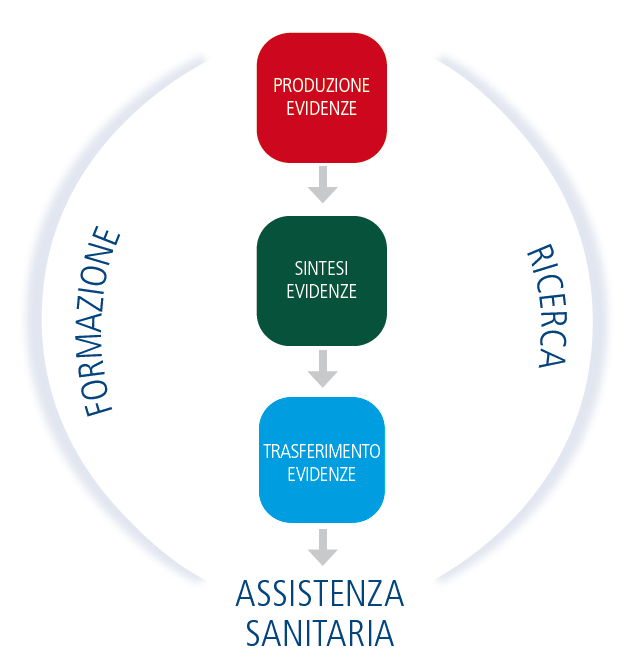 PRODUZIONE
EVIDENZE
SINTESI
EVIDENZE
TRASFERIMENTO
EVIDENZE
ASSISTENZA
SANITARIA
FORMAZIONE
RICERCA